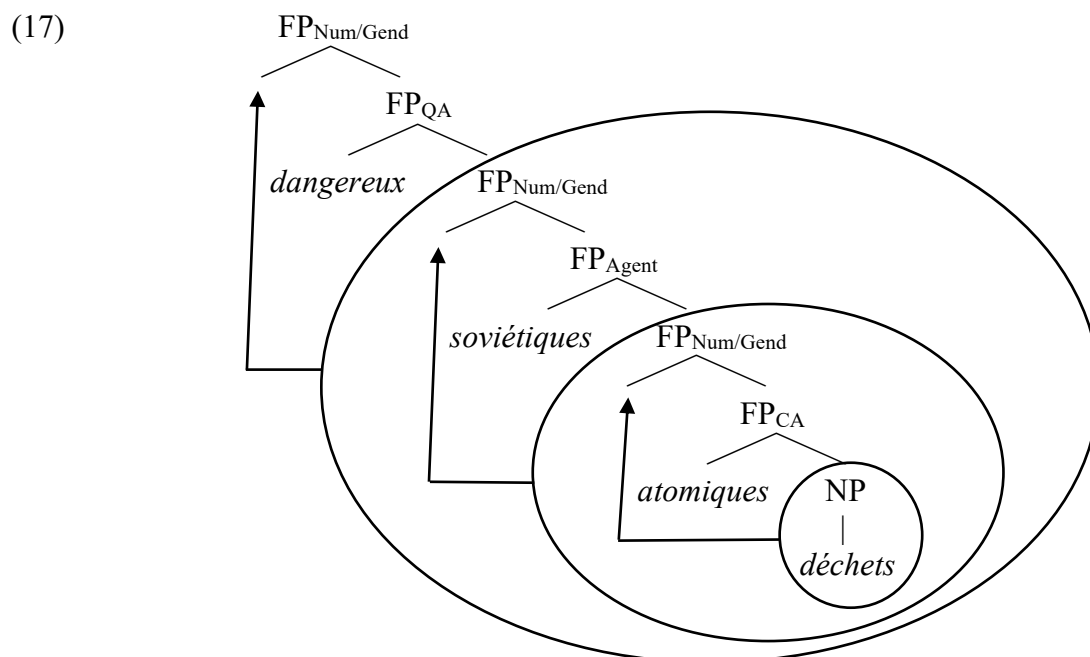 (17)
FPNum/Gend
FPQA
dangereux
FPNum/Gend
FPAgent
soviétiques
FPNum/Gend
FPCA
atomiques
NP
déchets